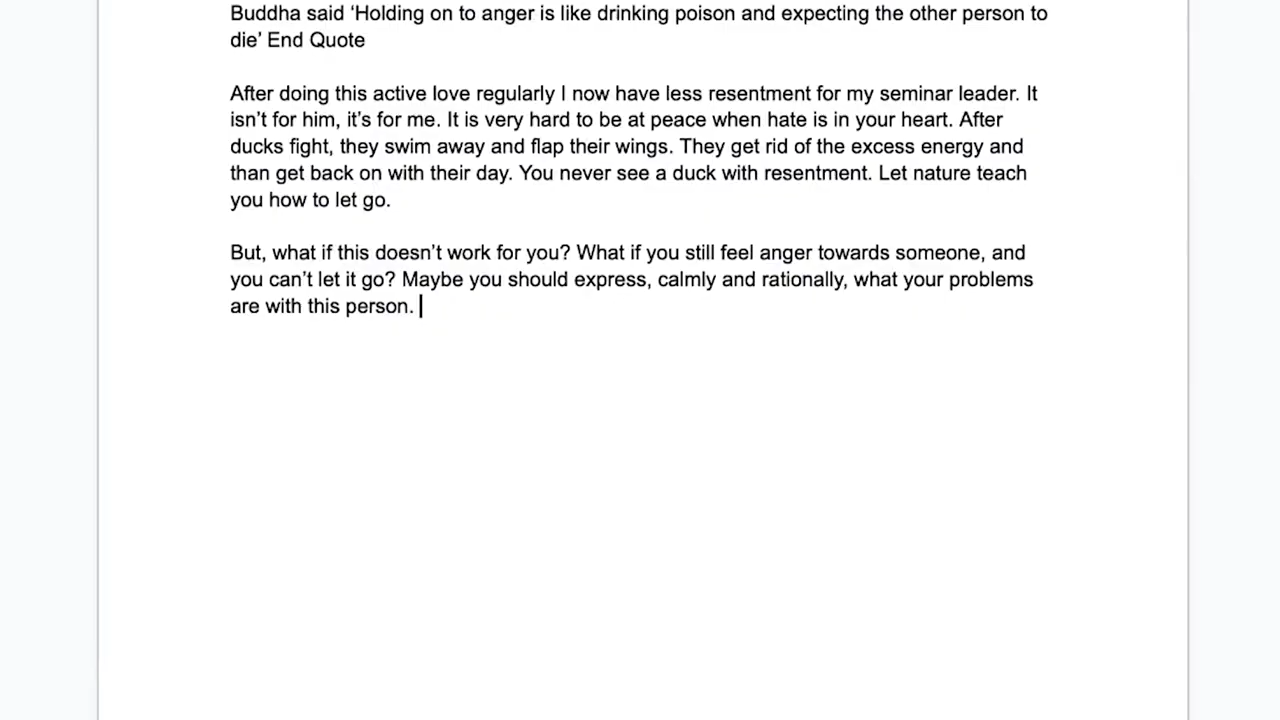 Buddha said ‘Holding on to anger is like drinking poison and expecting the other person to
die’ End Quote
After doing this active love regularly I now have less resentment for my seminar leader. It
isn’t for him, it’s for me. It is very hard to be at peace when hate is in your heart. After
ducks fight, they swim away and flap their wings. They get rid of the excess energy and
than get back on with their day. You never see a duck with resentment. Let nature teach
you how to let go.
But, what if this doesn’t work for you? What if you still feel anger towards someone, and
you can’t let it go? Maybe you should express, calmly and rationally, what your problems
are with this person.